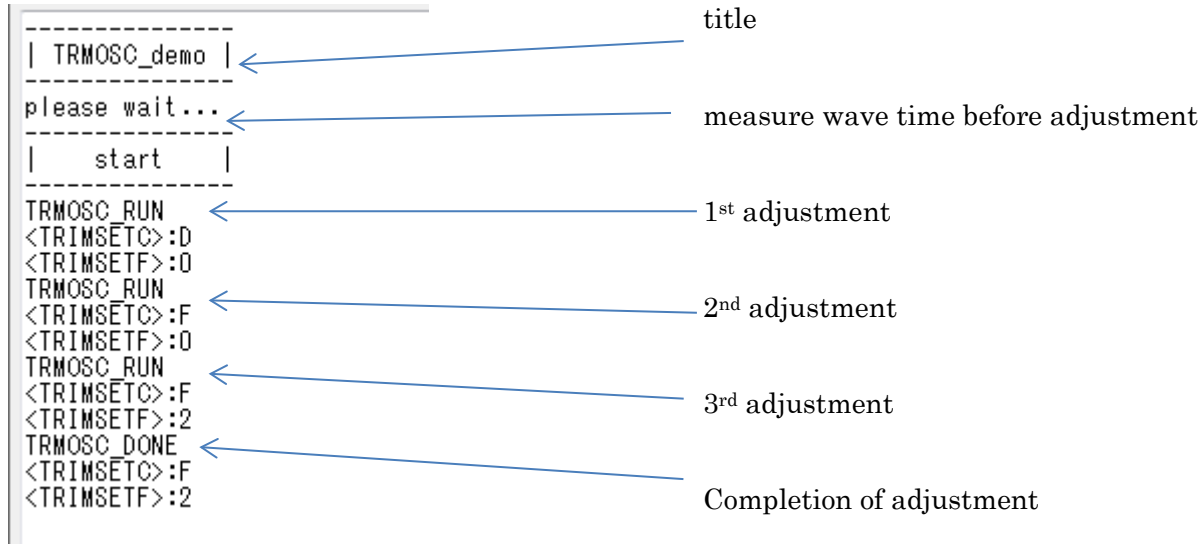 ---------------
| TRMOSC_demo |
---------------
please wait...
---------------
|    start    |
---------------
TRMOSC_RUN
<TRIMSETC>:D
<TRIMSETF>:0
TRMOSC_RUN
<TRIMSETC>:F
<TRIMSETF>:0
TRMOSC_RUN
<TRIMSETC>:F
<TRIMSETF>:2
TRMOSC_DONE
<TRIMSETC>:F
<TRIMSETF>:2
title
measure wave time before adjustment
1st adjustment
2nd adjustment
3rd adjustment
Completion of adjustment